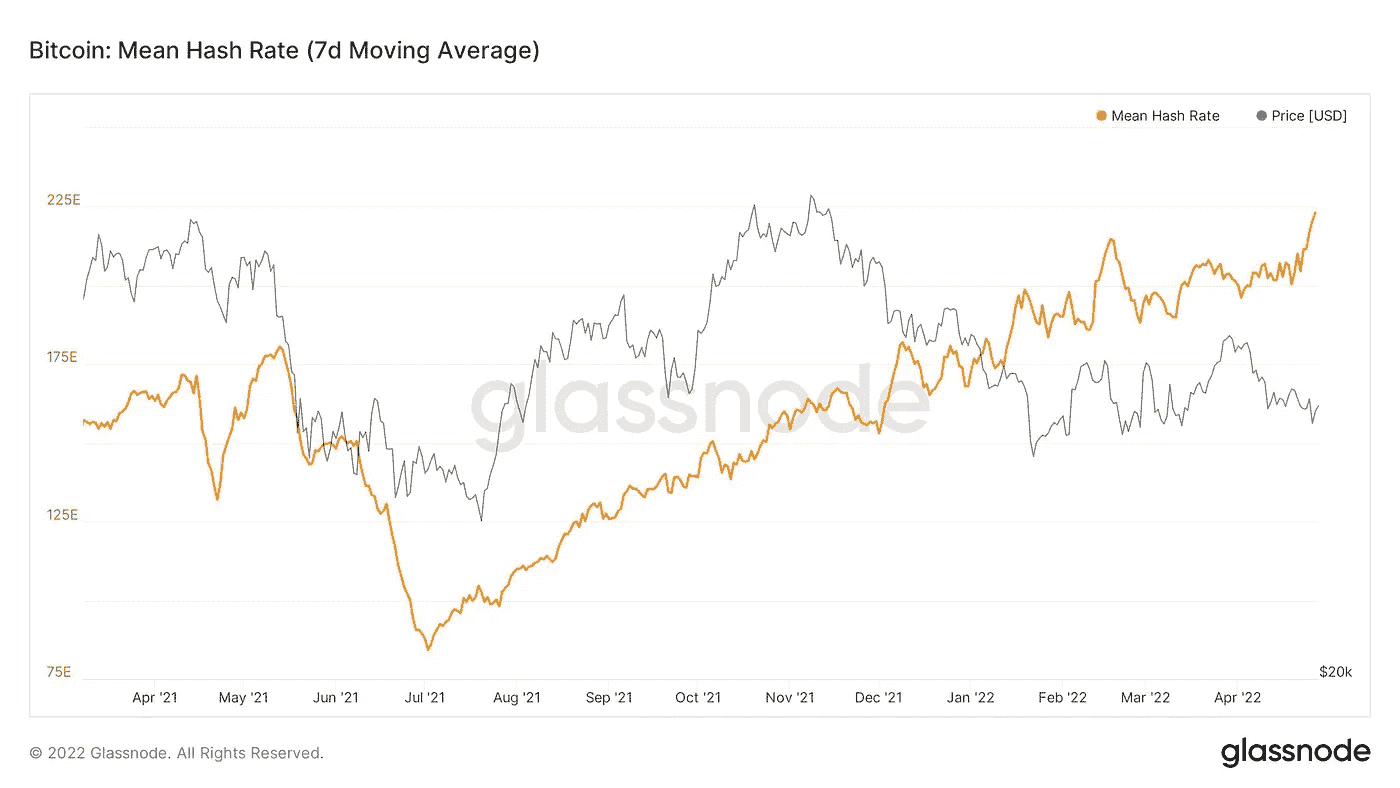 Bitcoin: Mean Hash Rate (7d Moving Average)
Mean Hash Rate Price [USD]
225E
175E
glassnode
125E
75E
$20k
Apr '21 May '21 Jun '21 Jul '21 Aug '21 Sep '21 Oct '21 Nov '21 Dec '21 Jan '22 Feb '22 Mar '22 Apr '22
© 2022 Glassnode. All Rights Reserved.
glassnode